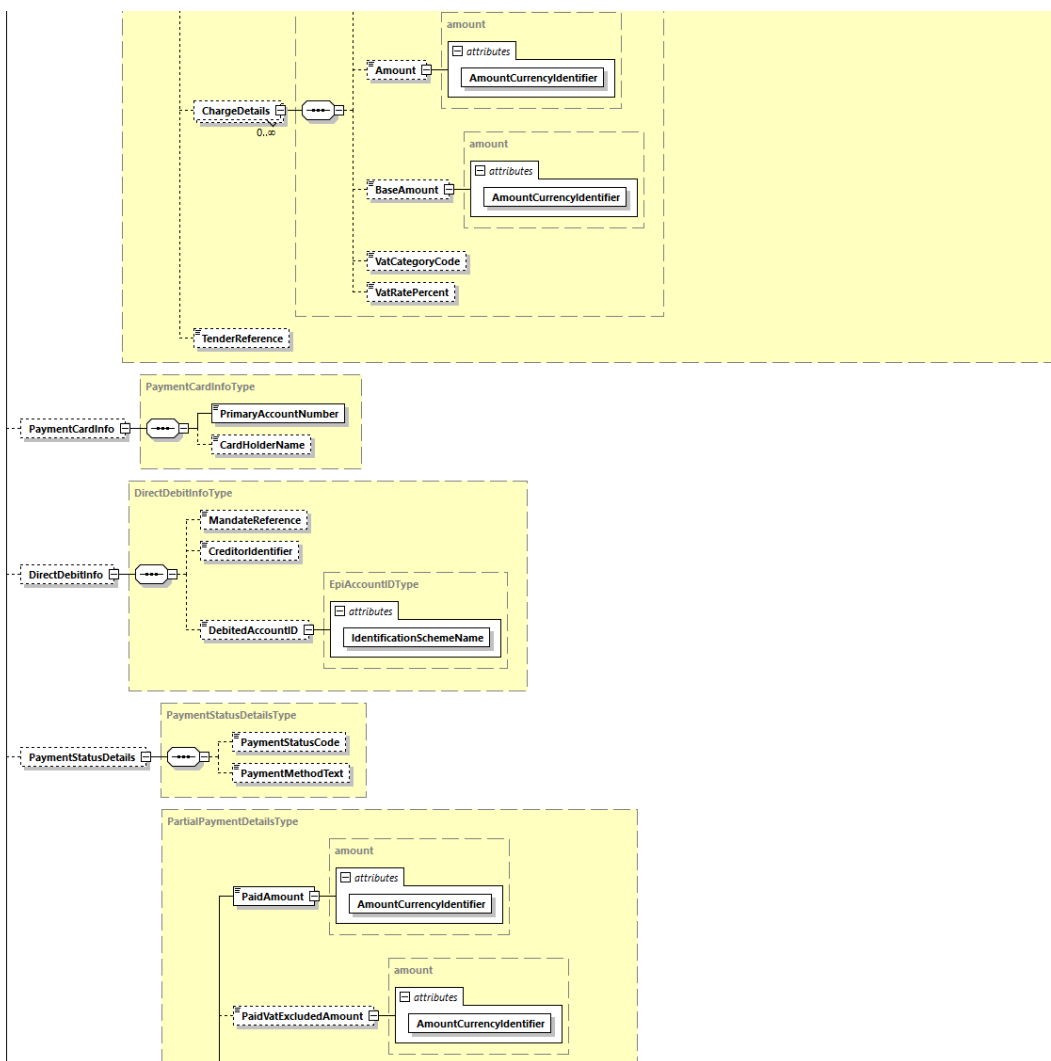 amount
attributes
Amount
AmountCurrencyIdentifier
ChargeDetails
0..∞
amount
attributes
BaseAmount
AmountCurrencyIdentifier
VatCategoryCode
VatRatePercent
TenderReference
PaymentCardInfoType
PrimaryAccountNumber
PaymentCardInfo
CardHolderName
DirectDebitInfoType
MandateReference
CreditorIdentifier
DirectDebitInfo
EpiAccountIDType
attributes
DebitedAccountID
IdentificationSchemeName
PaymentStatusDetailsType
PaymentStatusCode
PaymentStatusDetails
PaymentMethodText
PartialPaymentDetailsType
amount
attributes
PaidAmount
AmountCurrencyIdentifier
amount
attributes
PaidVatExcludedAmount
AmountCurrencyIdentifier